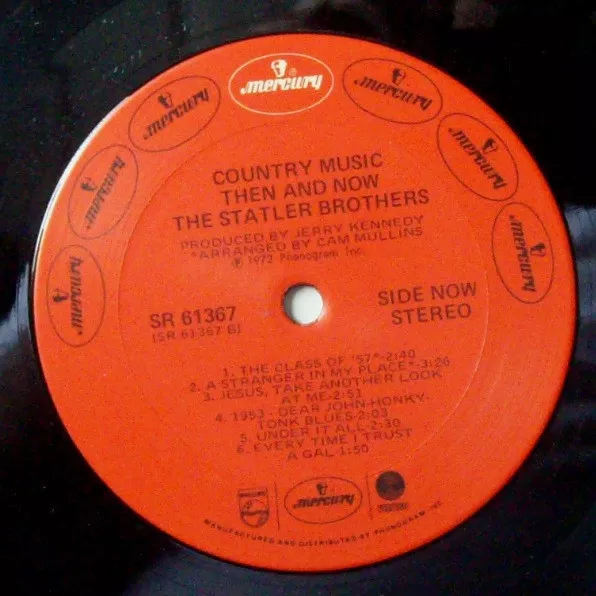 mercury mercury mercury mercury mercury mercury mercury
COUNTRY MUSIC
THEN AND NOW
THE STATLER BROTHERS
PRODUCED BY JERRY KENNEDY
*ARRANGED BY CAM MULLINS
℗ 1972 Phonogram Inc.
SR 61367
(SR 61367 B)
SIDE NOW
STEREO
1. THE CLASS OF '57*-2:40
2. A STRANGER IN MY PLACE*-3:26
3. JESUS, TAKE ANOTHER LOOK
AT ME-2:51
4. 1953 - DEAR JOHN-HONKY-
TONK BLUES-2:03
5. UNDER IT ALL-2:30
6. EVERY TIME I TRUST
A GAL 1:50
mercury
MANUFACTURED AND DISTRIBUTED BY PHONOGRAM, INC.